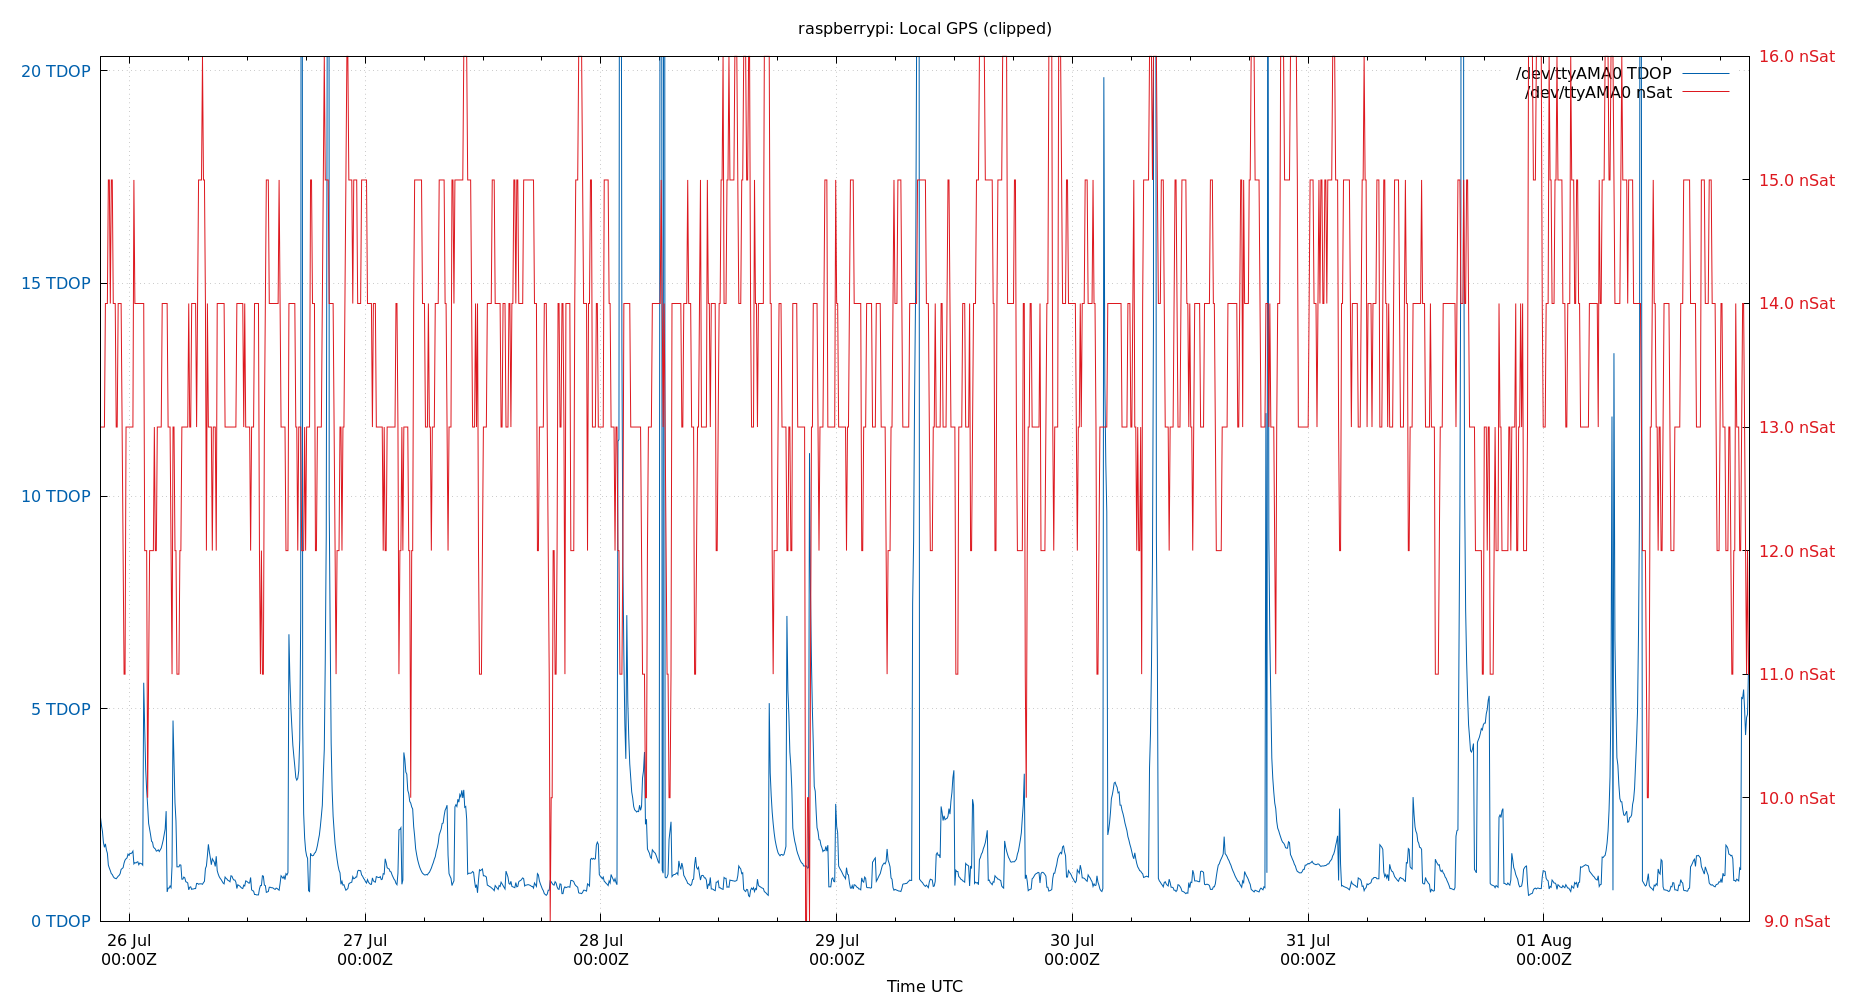 raspberrypi: Local GPS (clipped)
20 TDOP
15 TDOP
10 TDOP
5 TDOP
0 TDOP
16.0 nSat
15.0 nSat
14.0 nSat
13.0 nSat
12.0 nSat
11.0 nSat
10.0 nSat
9.0 nSat
/dev/ttyAMA0 TDOP
/dev/ttyAMA0 nSat
26 Jul 27 Jul 28 Jul 29 Jul 30 Jul 31 Jul 01 Aug
00:00Z 00:00Z 00:00Z 00:00Z 00:00Z 00:00Z 00:00Z
Time UTC